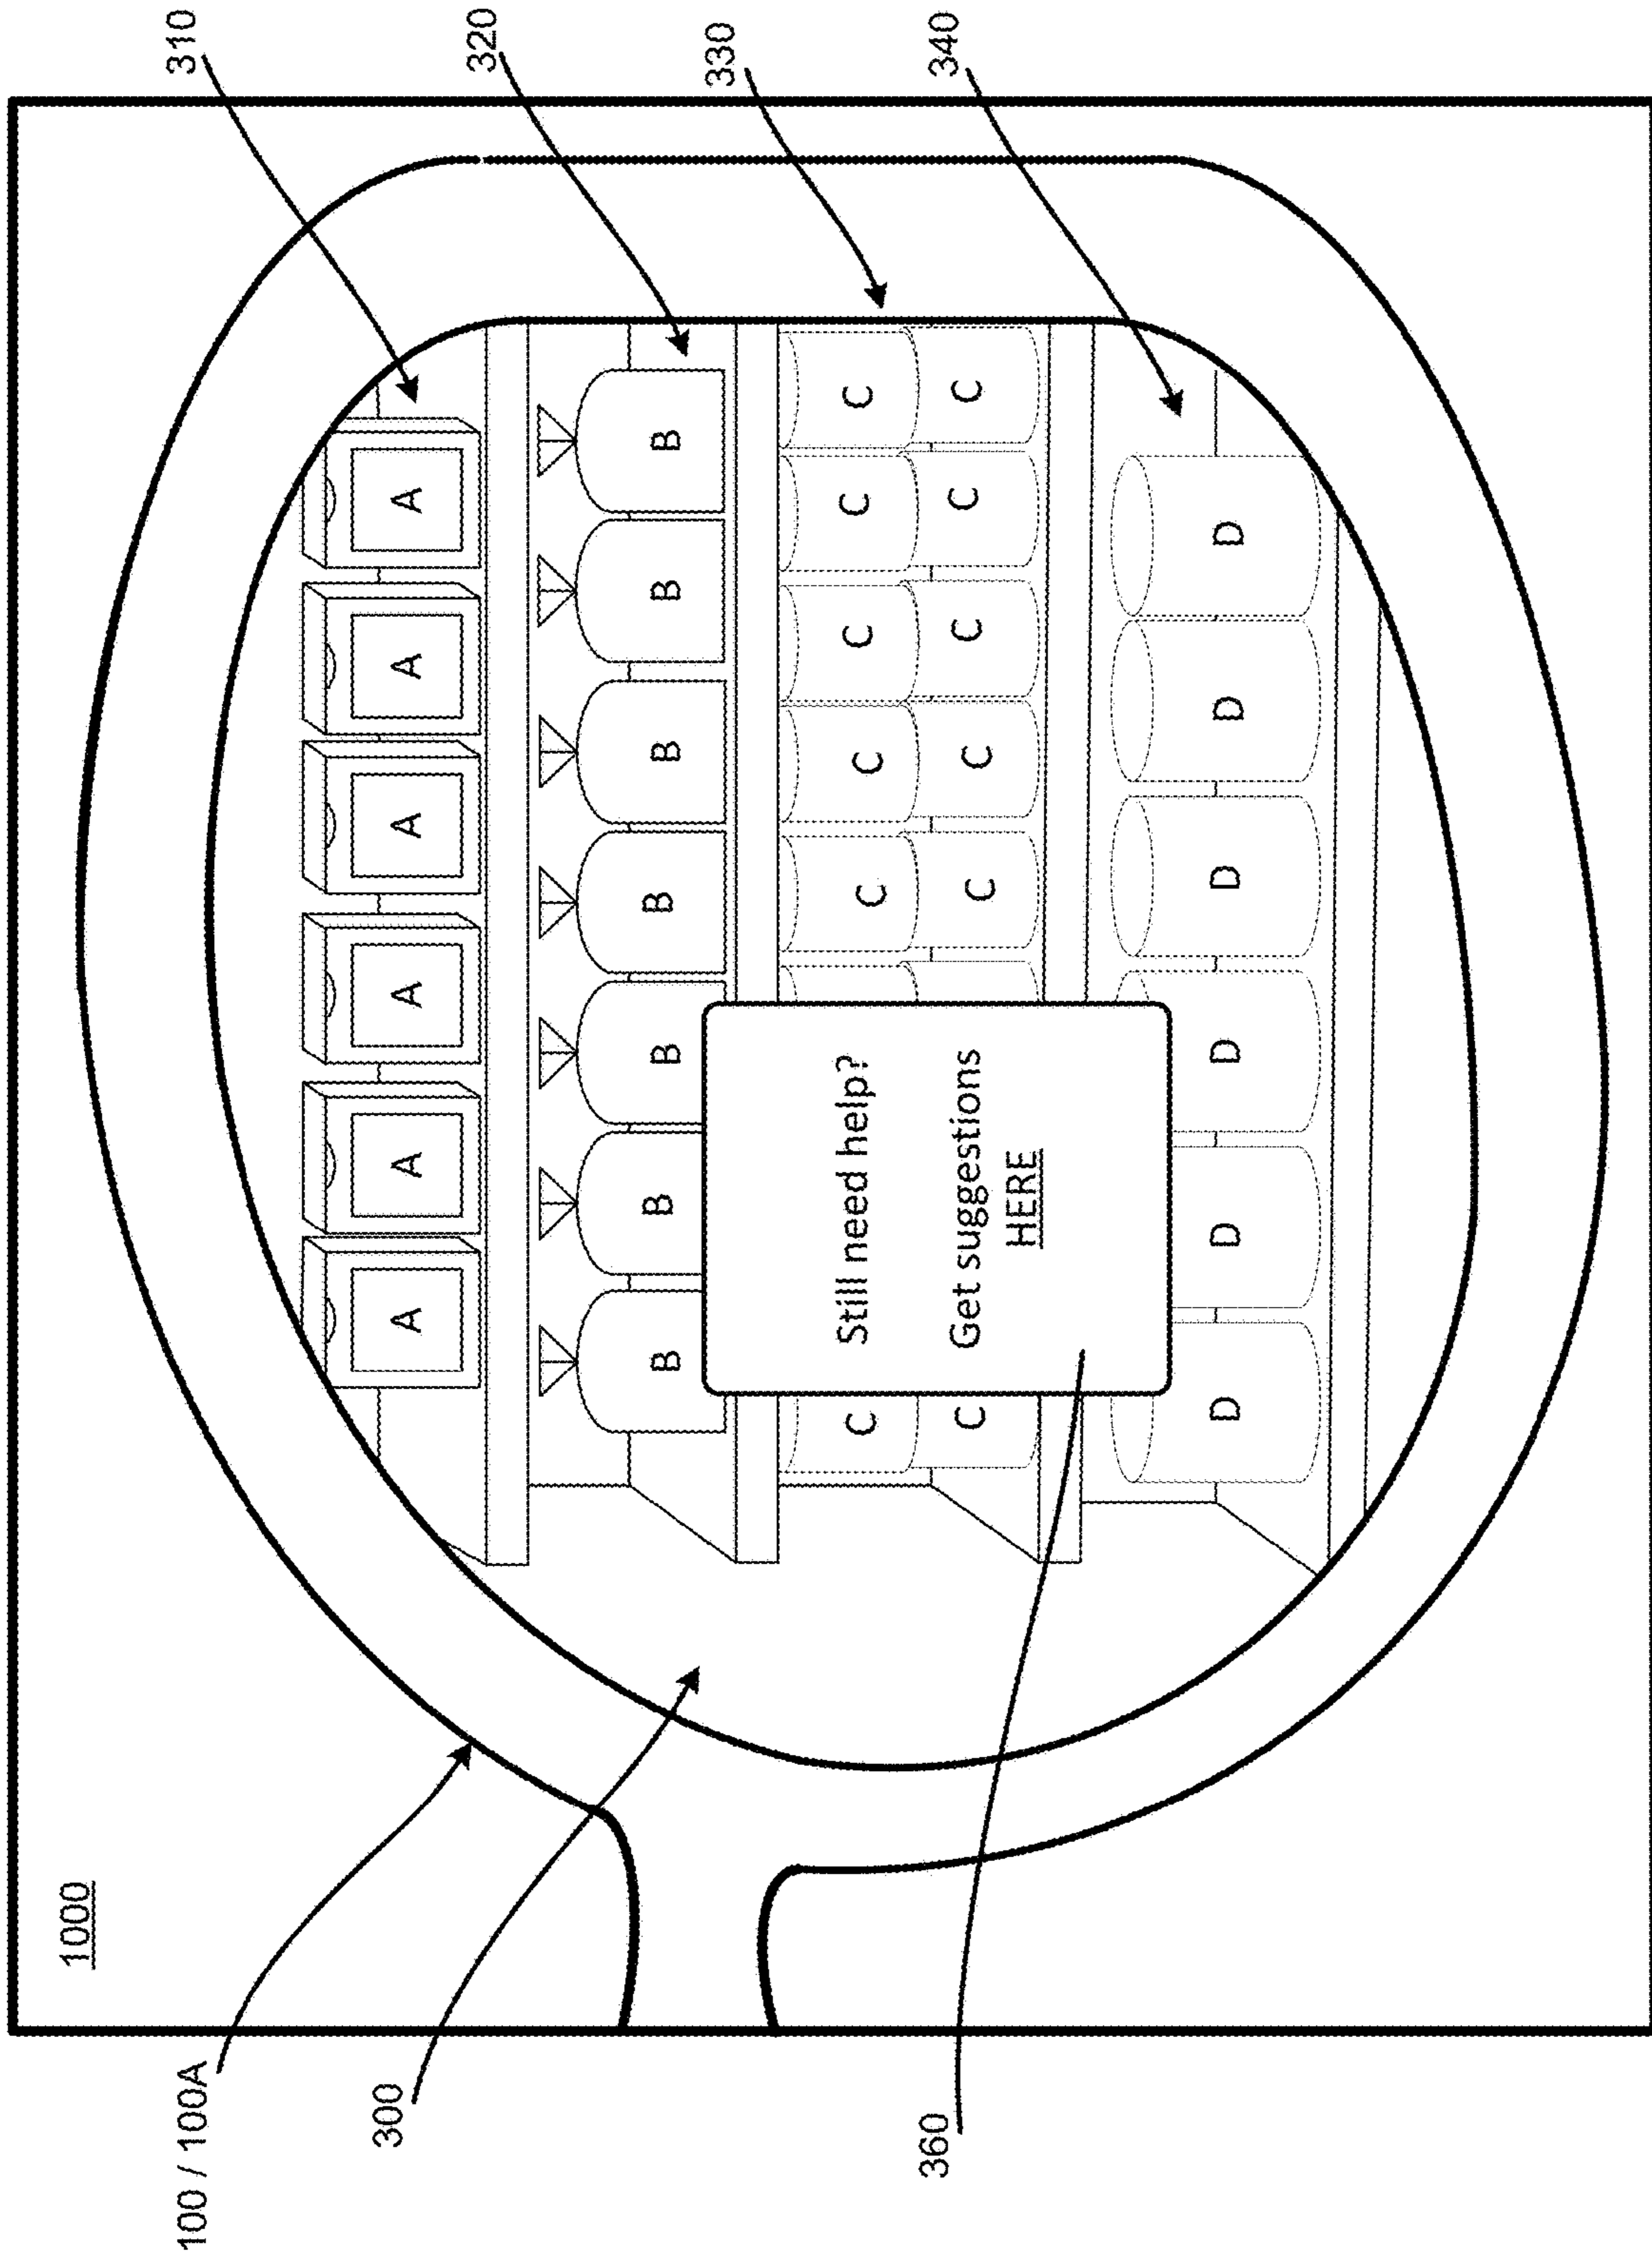 1000
100 / 100A
310
300
A A A A A A
320
B B B B B B B
330
C C C C C C
Still need help?
360
340
C C C C C C
Get suggestions
HERE
D D D D D D